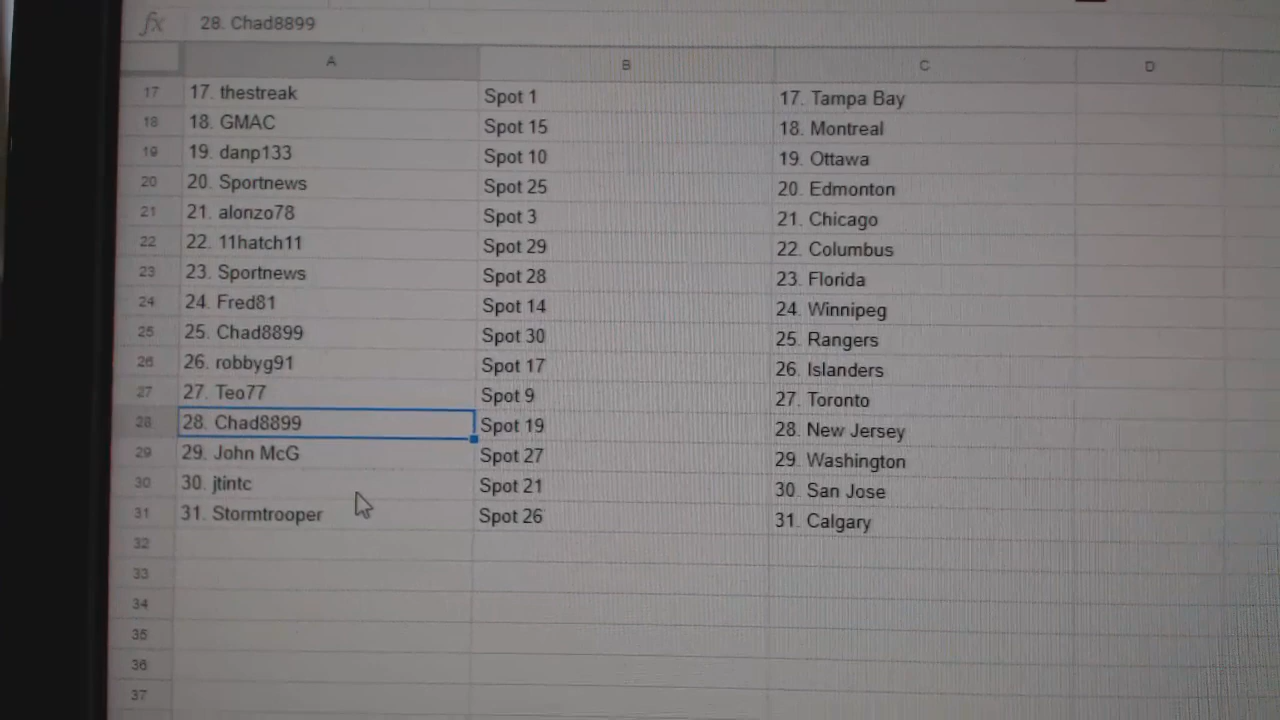 fx 28. Chad8899
A B C D
17 17. thestreak Spot 1 17. Tampa Bay
18 18. GMAC Spot 15 18. Montreal
19 19. danp133 Spot 10 19. Ottawa
20 20. Sportnews Spot 25 20. Edmonton
21 21. alonzo78 Spot 3 21. Chicago
22 22. 11hatch11 Spot 29 22. Columbus
23 23. Sportnews Spot 28 23. Florida
24 24. Fred81 Spot 14 24. Winnipeg
25 25. Chad8899 Spot 30 25. Rangers
26 26. robbyg91 Spot 17 26. Islanders
27 27. Teo77 Spot 9 27. Toronto
28 28. Chad8899 Spot 19 28. New Jersey
29 29. John McG Spot 27 29. Washington
30 30. jtintc Spot 21 30. San Jose
31 31. Stormtrooper Spot 26 31. Calgary
32
33
34
35
36
37